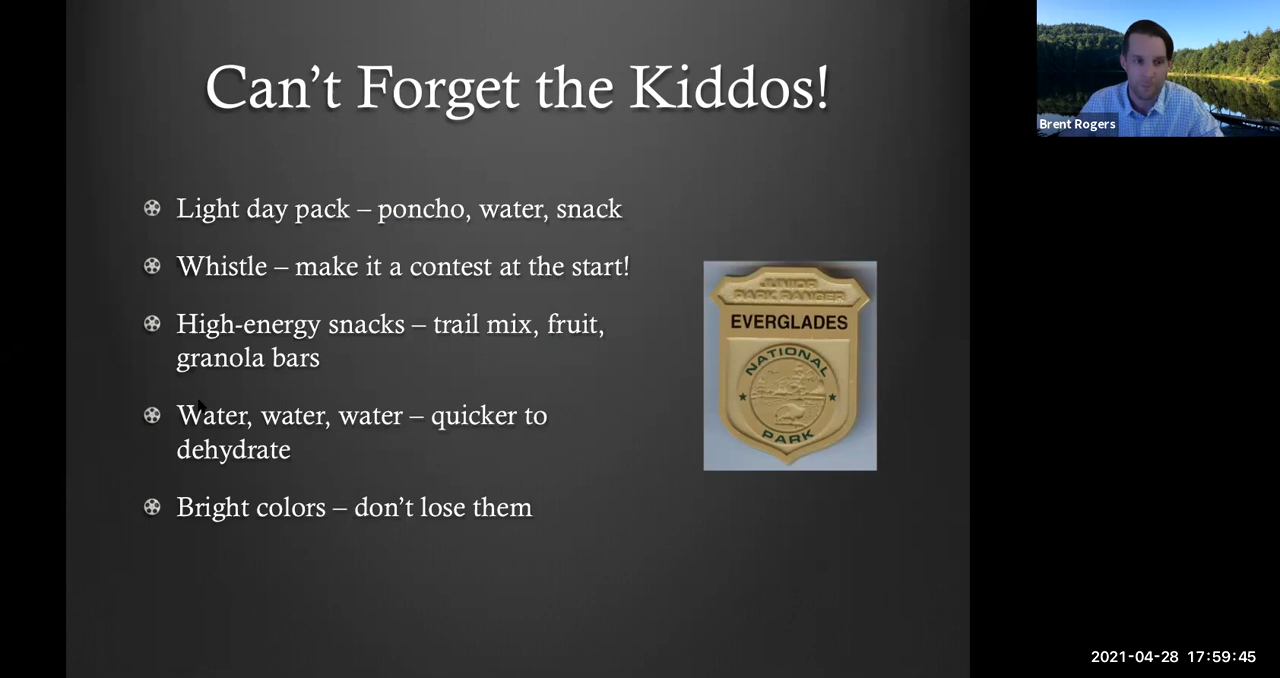 Can’t Forget the Kiddos!
Light day pack – poncho, water, snack
Whistle – make it a contest at the start!
High-energy snacks – trail mix, fruit,
granola bars
Water, water, water – quicker to
dehydrate
Bright colors – don’t lose them
JUNIOR
PARK RANGER
EVERGLADES
NATIONAL
PARK
Brent Rogers
2021-04-28 17:59:45